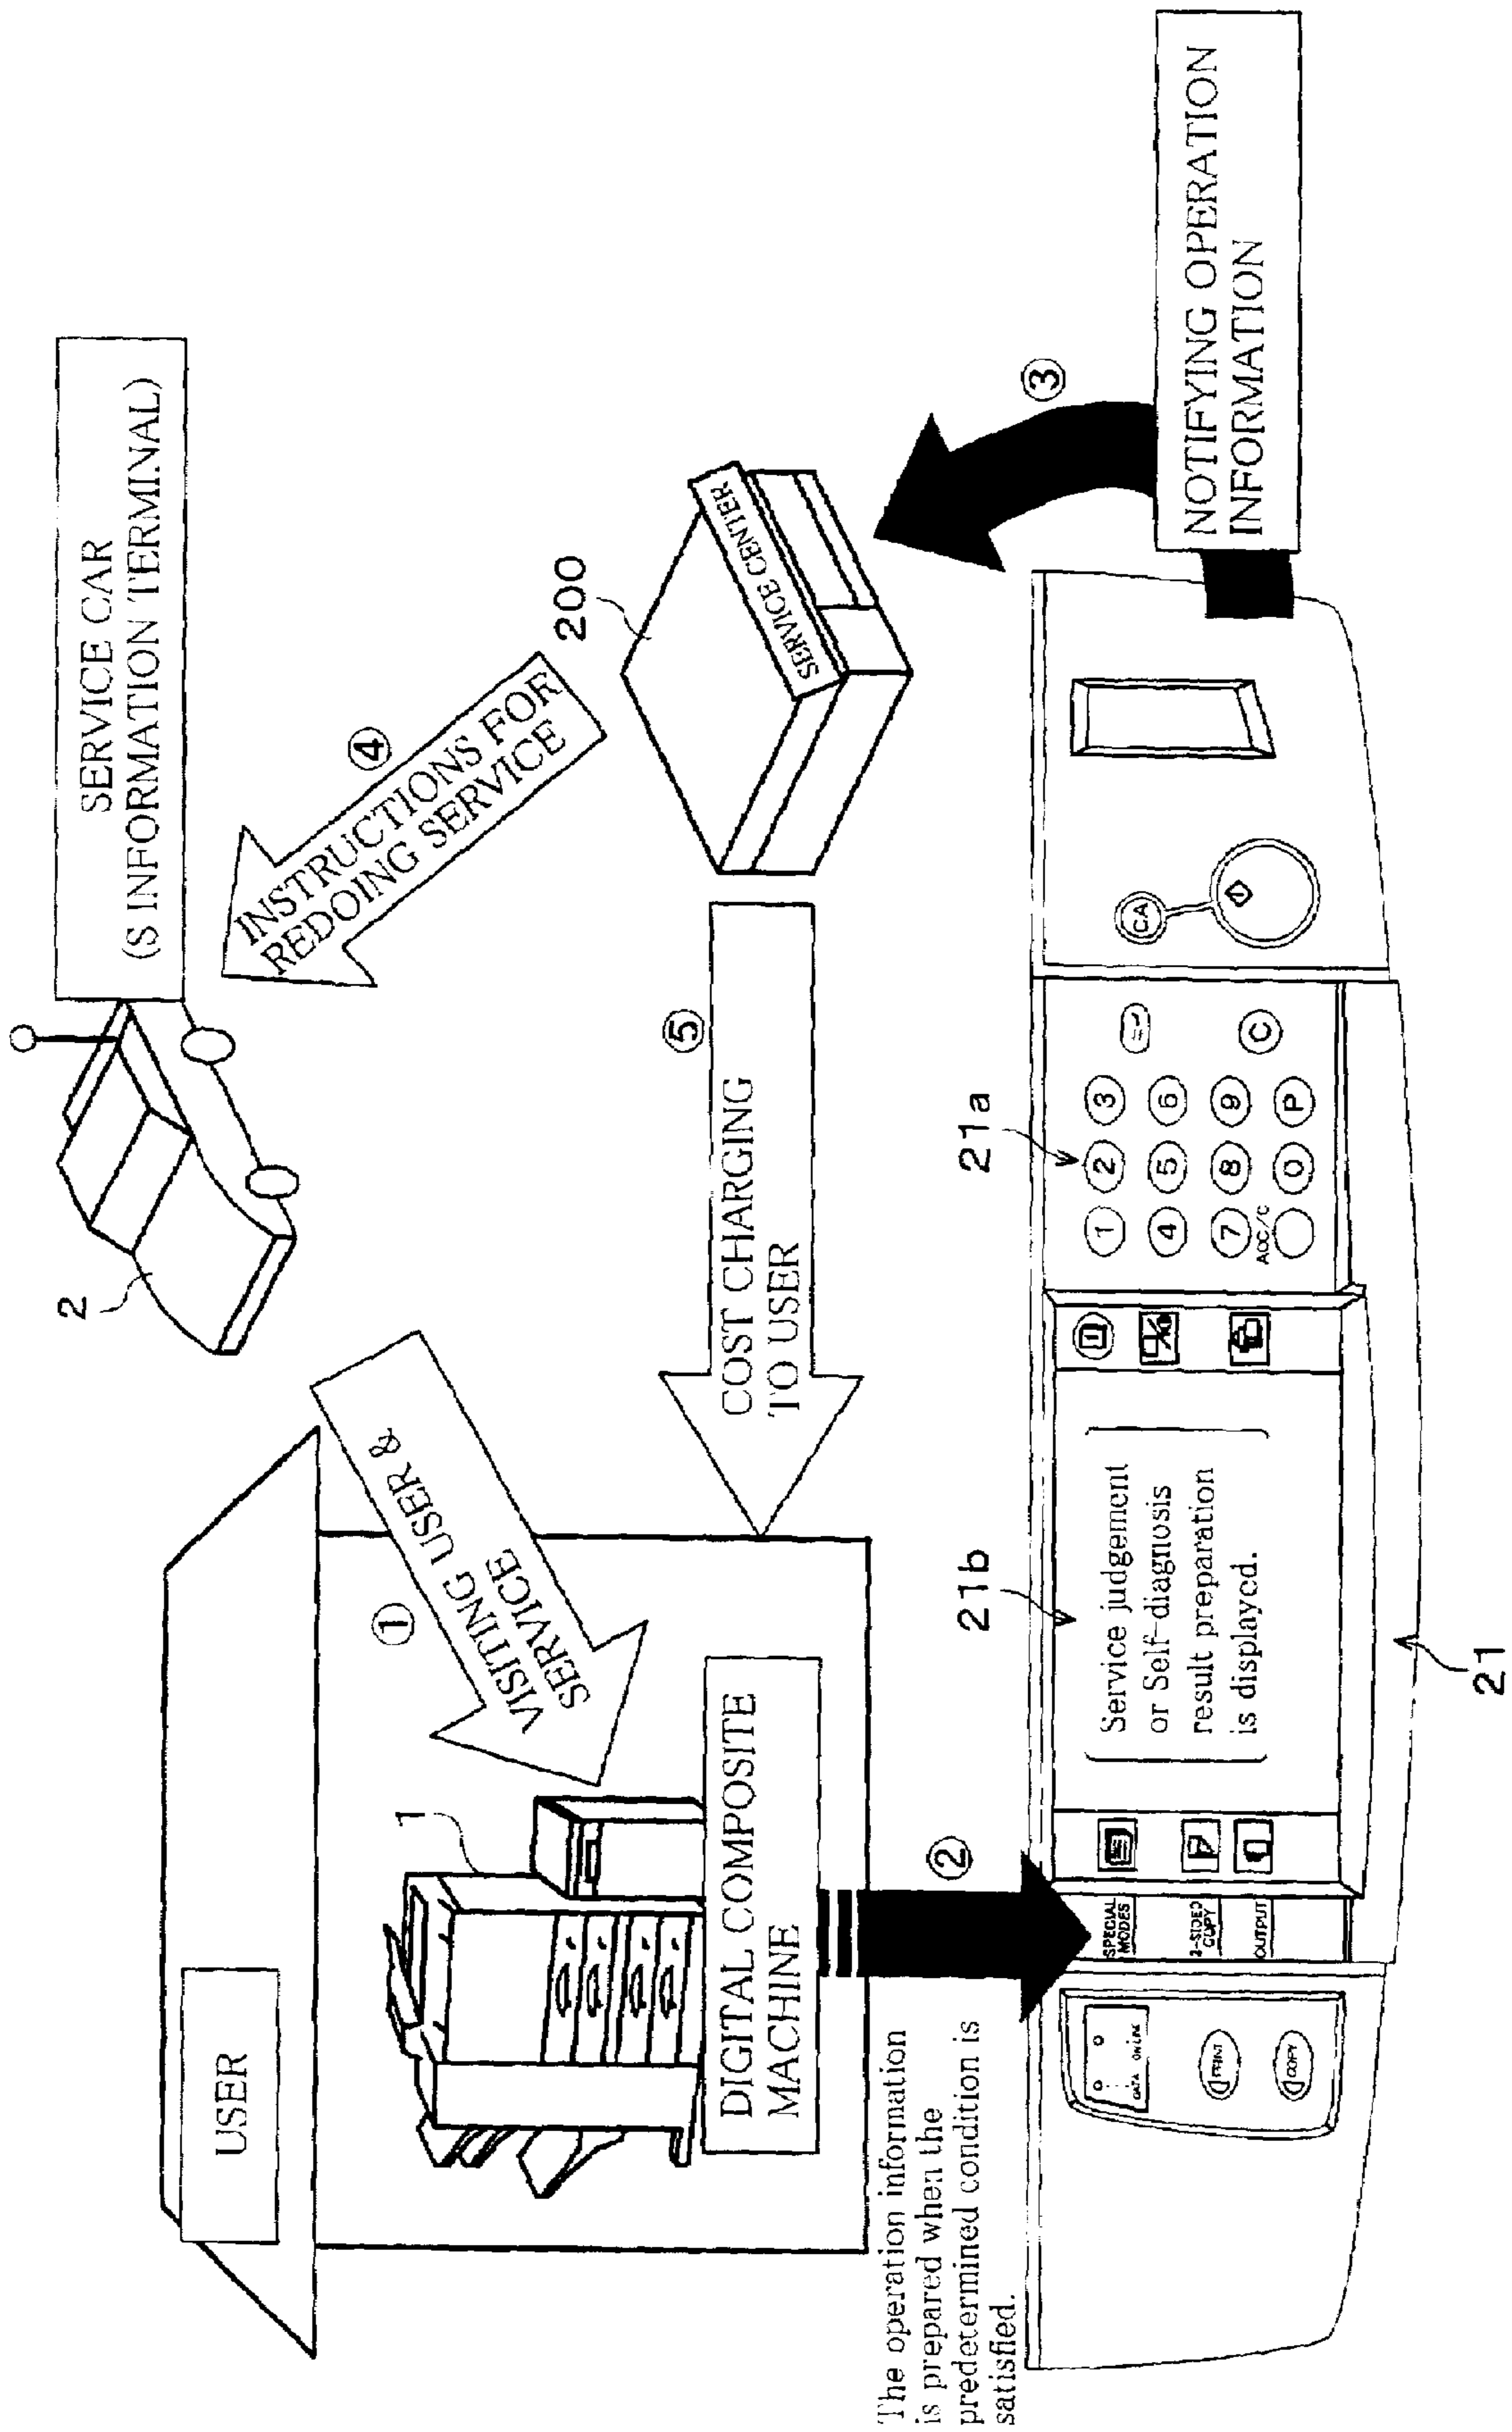 USER
SERVICE CAR
(S INFORMATION TERMINAL)
2
①
VISITING USER &
SERVICE
④
INSTRUCTIONS FOR
REDOING SERVICE
1
DIGITAL COMPOSITE
MACHINE
⑤
COST CHARGING
TO USER
200
SERVICE CENTER
The operation information
is prepared when the
predetermined condition is
satisfied.
②
③
NOTIFYING OPERATION
INFORMATION
21b
21a
DATA
ON LINE
PRINT
COPY
SPECIAL
MODES
2-SIDED
COPY
OUTPUT
Service judgement
or Self-diagnosis
result preparation
is displayed.
1 2 3
4 5 6
7 8 9
ACC/C
0 P
C
CA
21